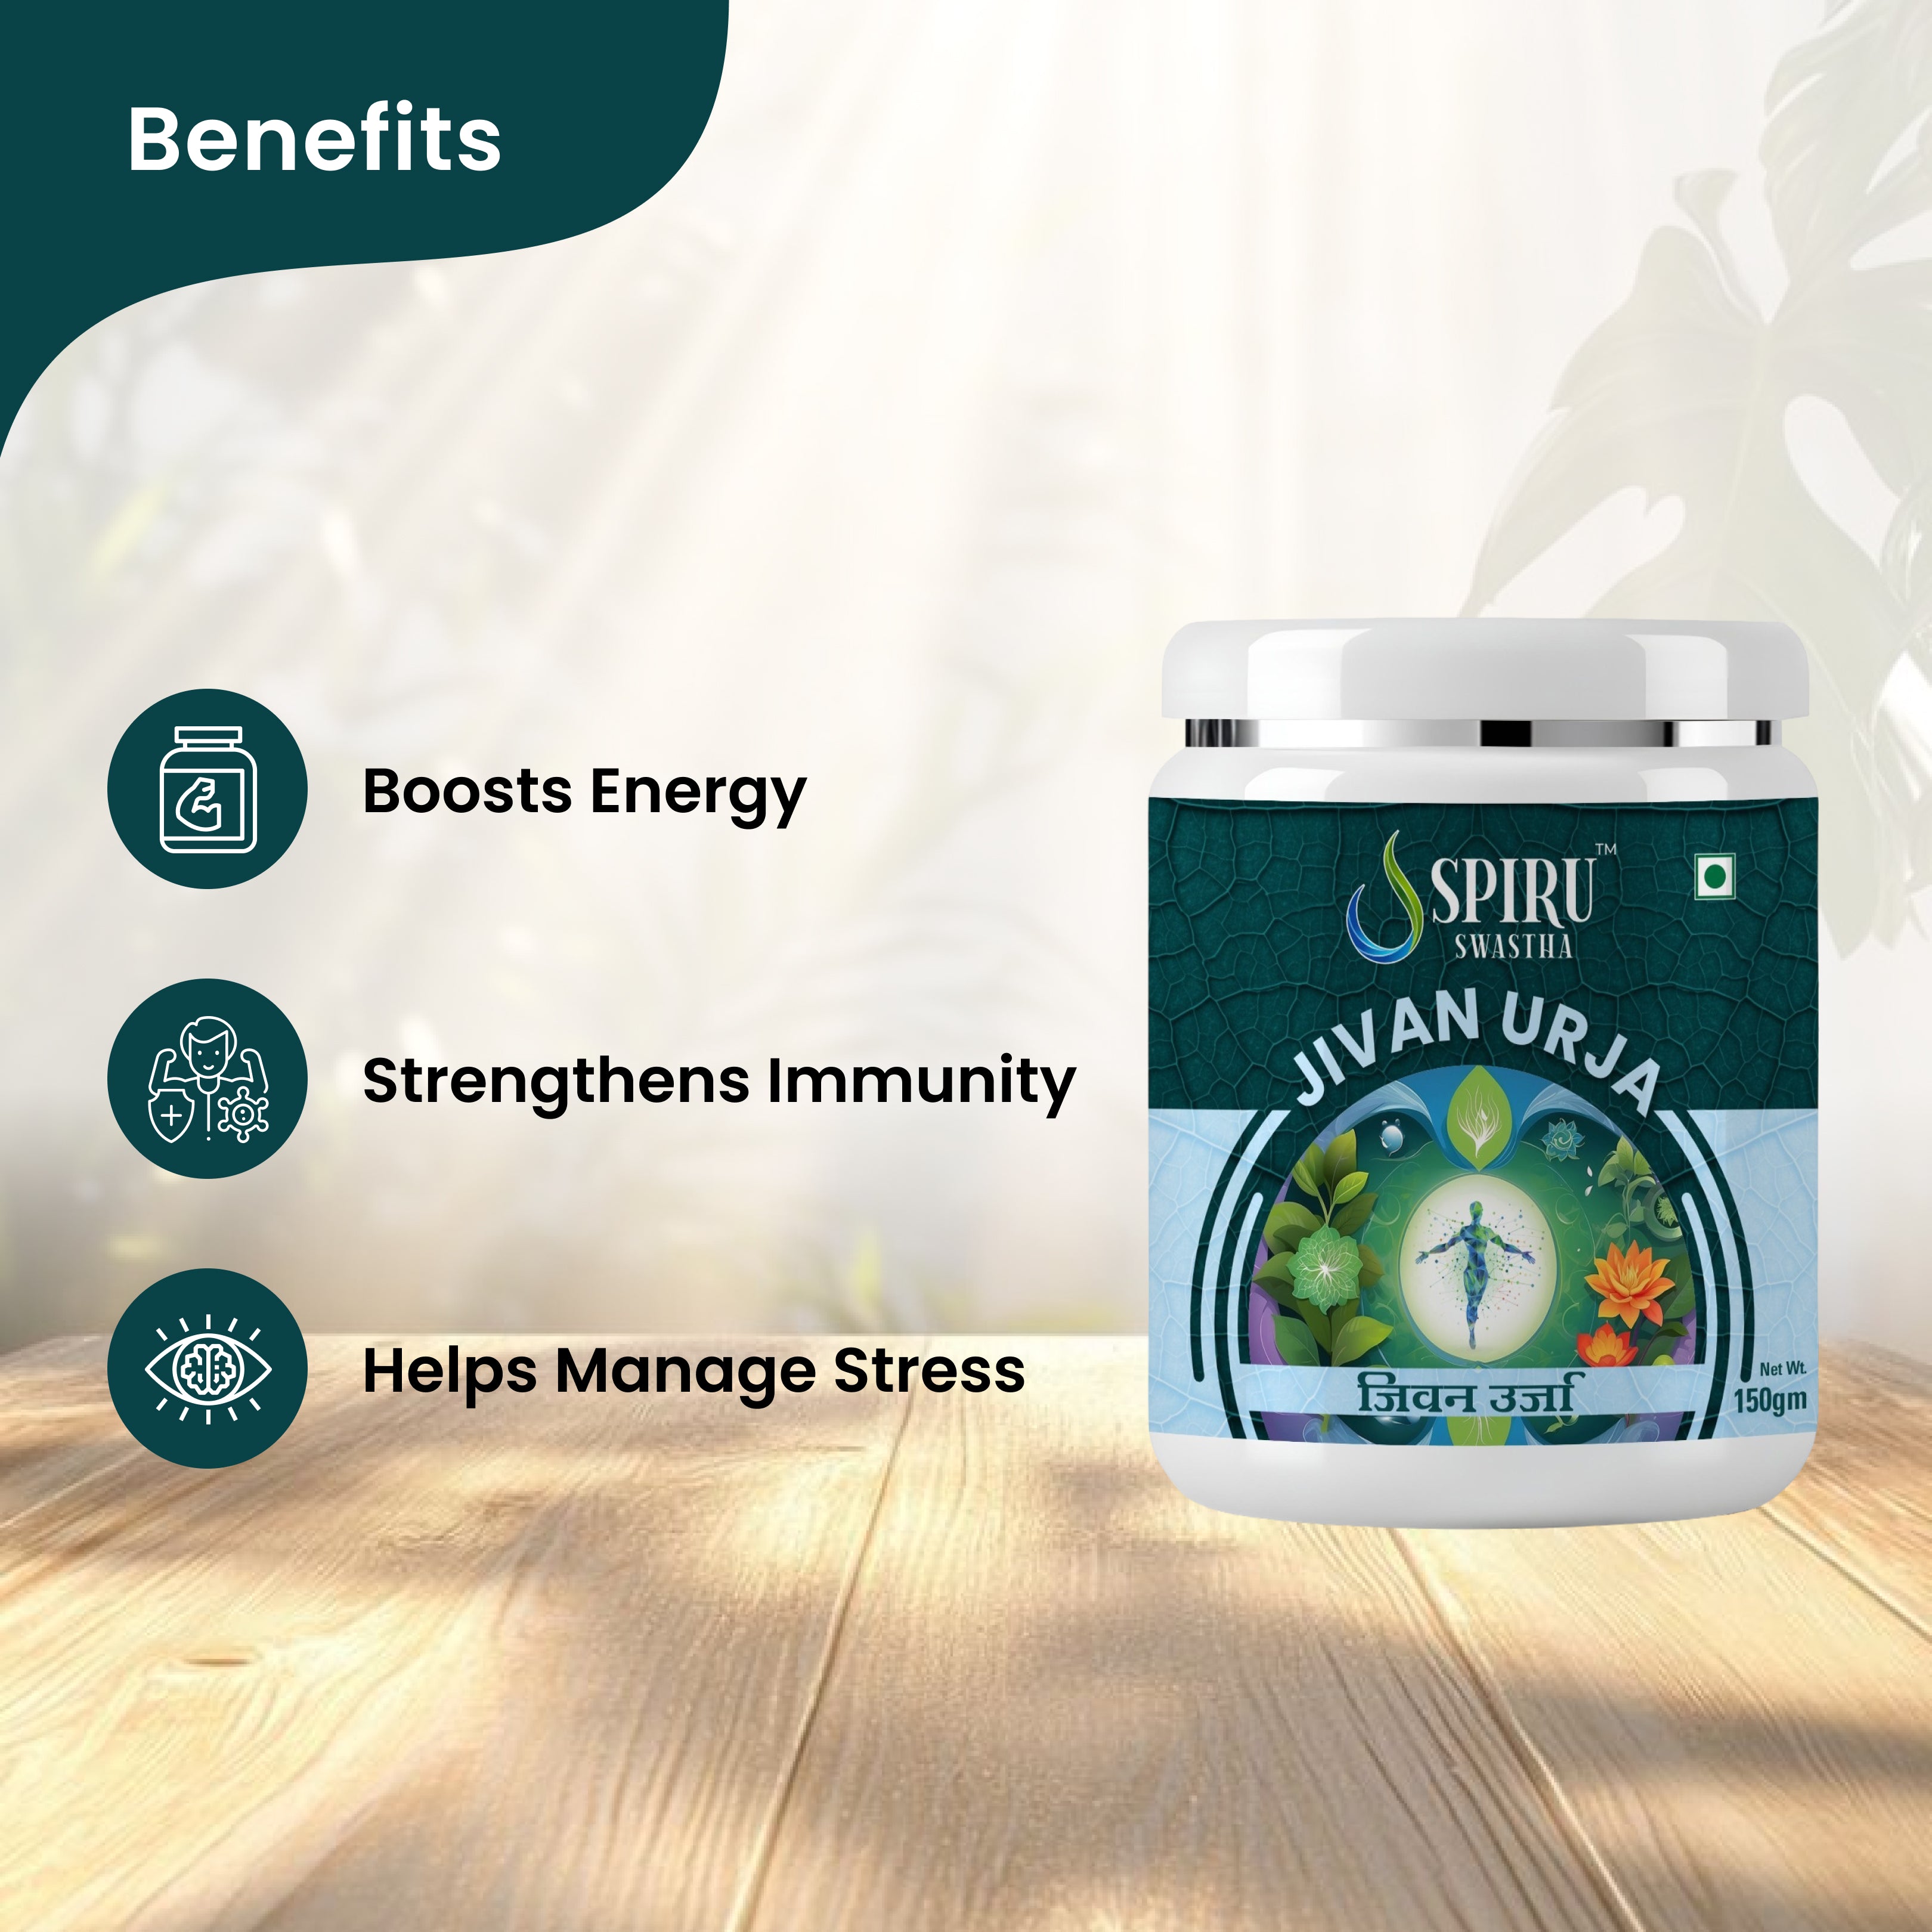 Benefits
Boosts Energy
Strengthens Immunity
Helps Manage Stress
SPIRU™
SWASTHA
JIVAN URJA
जिवन उर्जा
Net Wt.
150gm